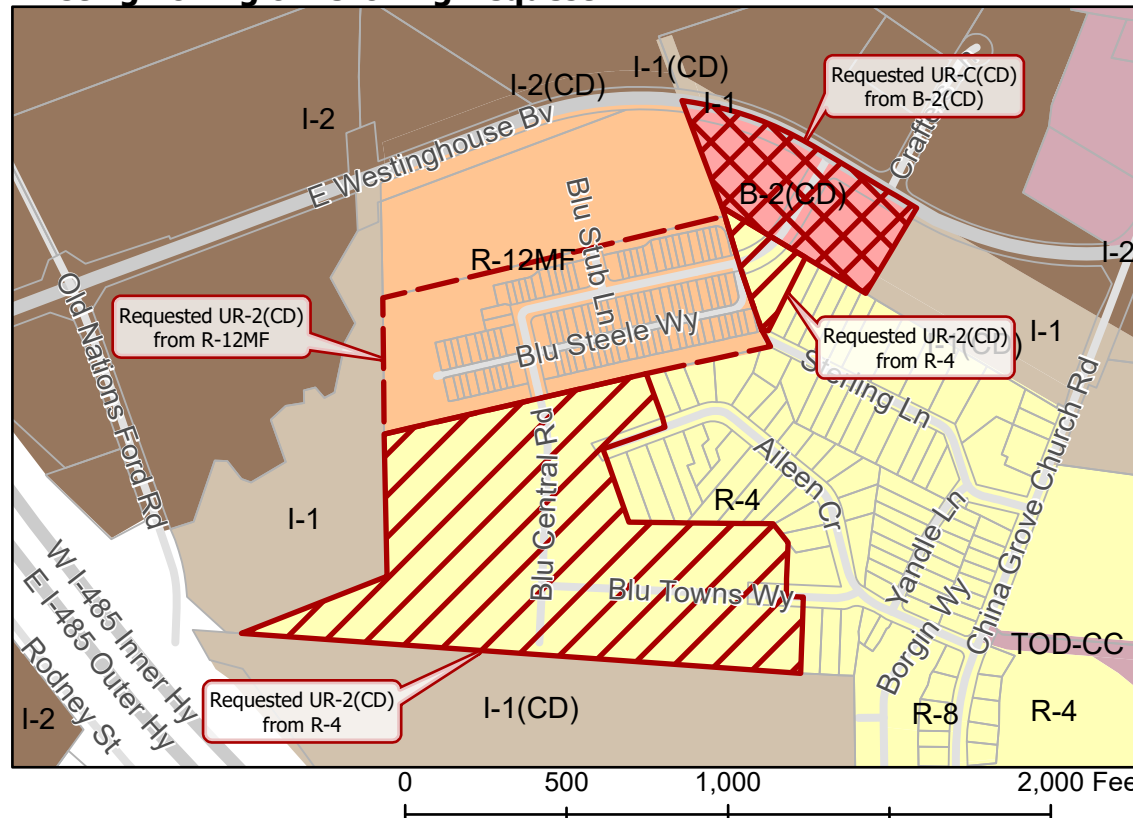 I-1(CD)
I-2(CD)
I-1
I-2
Requested UR-C(CD)
from B-2(CD)
E Westinghouse Bv
B-2(CD)
Blu Stub Ln
R-12MF
I-2
Old Nations Ford Rd
Requested UR-2(CD)
from R-12MF
Blu Steele Wy
I-1
Requested UR-2(CD)
from R-4
Sterling Ln
China Grove Church Rd
Aileen Cr
R-4
Blu Central Rd
I-1
Yandle Ln
W I-485 Inner Hy
E I-485 Outer Hy
Blu Towns Wy
Borgin Wy
TOD-CC
Rodney St
Requested UR-2(CD)
from R-4
I-1(CD)
I-2
R-8
R-4
0 500 1,000 2,000 Fee